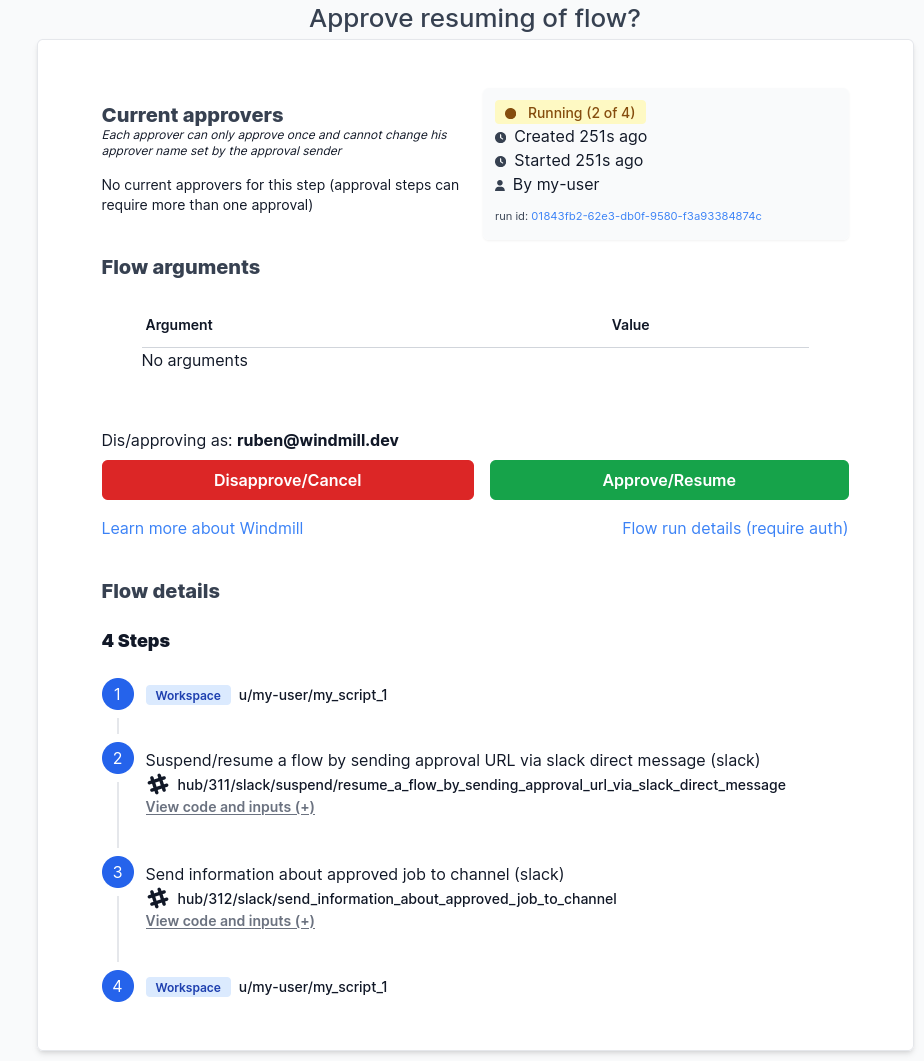 Approve resuming of flow?
Current approvers
Each approver can only approve once and cannot change his
approver name set by the approval sender
No current approvers for this step (approval steps can
require more than one approval)
Running (2 of 4)
Created 251s ago
Started 251s ago
By my-user
run id: 01843fb2-62e3-db0f-9580-f3a93384874c
Flow arguments
Argument Value
No arguments
Dis/approving as: ruben@windmill.dev
Disapprove/Cancel Approve/Resume
Learn more about Windmill Flow run details (require auth)
Flow details
4 Steps
1 Workspace u/my-user/my_script_1
2 Suspend/resume a flow by sending approval URL via slack direct message (slack)
hub/311/slack/suspend/resume_a_flow_by_sending_approval_url_via_slack_direct_message
View code and inputs (+)
3 Send information about approved job to channel (slack)
hub/312/slack/send_information_about_approved_job_to_channel
View code and inputs (+)
4 Workspace u/my-user/my_script_1